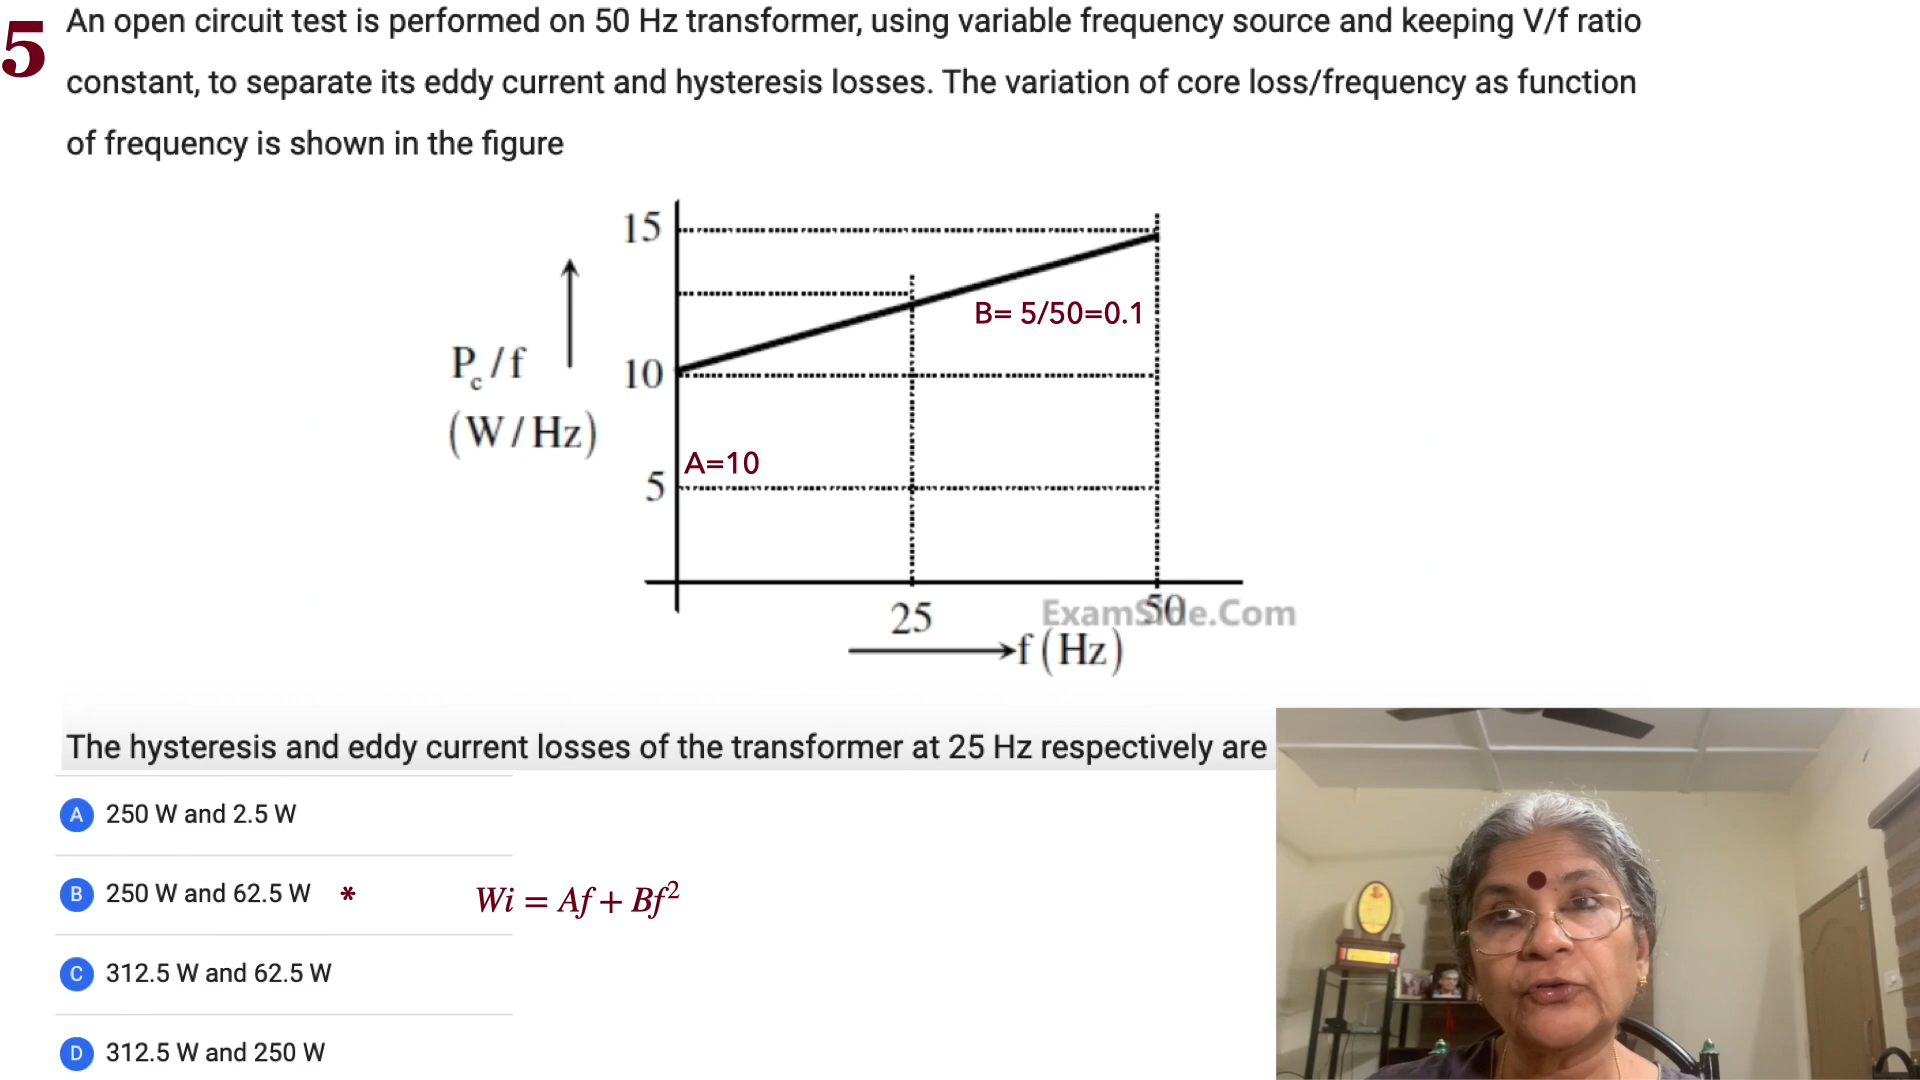 5
An open circuit test is performed on 50 Hz transformer, using variable frequency source and keeping V/f ratio
constant, to separate its eddy current and hysteresis losses. The variation of core loss/frequency as function
of frequency is shown in the figure
15
B= 5/50=0.1
P_c/f
10
(W/Hz)
A=10
5
25
50
ExamSide.Com
f (Hz)
The hysteresis and eddy current losses of the transformer at 25 Hz respectively are
A 250 W and 2.5 W
B 250 W and 62.5 W *
Wi = Af + Bf²
C 312.5 W and 62.5 W
D 312.5 W and 250 W